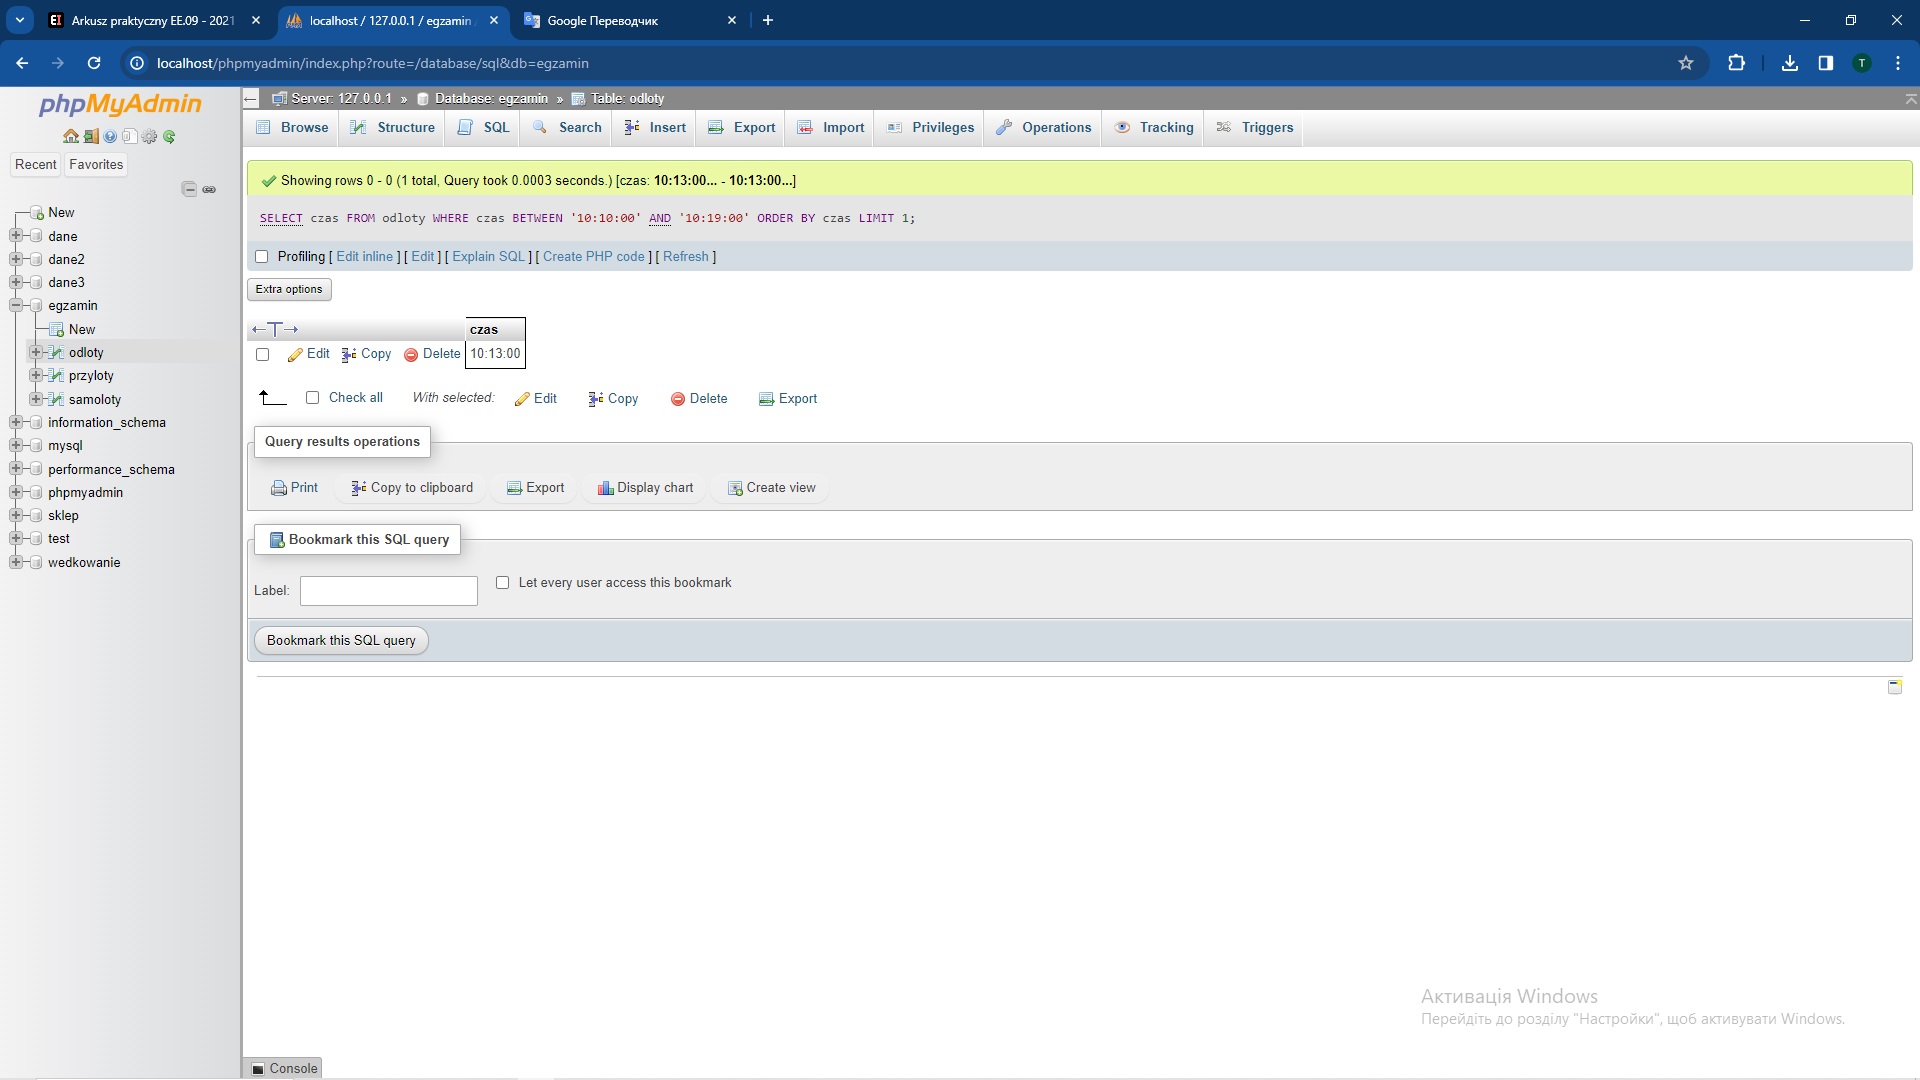 Arkusz praktyczny EE.09 - 2021
localhost / 127.0.0.1 / egzamin
Google Переводчик
localhost/phpmyadmin/index.php?route=/database/sql&db=egzamin
T
phpMyAdmin
Recent
Favorites
New
dane
dane2
dane3
egzamin
New
odloty
przyloty
samoloty
information_schema
mysql
performance_schema
phpmyadmin
sklep
test
wedkowanie
Server: 127.0.0.1 » Database: egzamin » Table: odloty
Browse Structure SQL Search Insert Export Import Privileges Operations Tracking Triggers
Showing rows 0 - 0 (1 total, Query took 0.0003 seconds.) [czas: 10:13:00... - 10:13:00...]
SELECT czas FROM odloty WHERE czas BETWEEN '10:10:00' AND '10:19:00' ORDER BY czas LIMIT 1;
Profiling [ Edit inline ] [ Edit ] [ Explain SQL ] [ Create PHP code ] [ Refresh ]
Extra options
←T→ czas
Edit Copy Delete 10:13:00
Check all With selected: Edit Copy Delete Export
Query results operations
Print Copy to clipboard Export Display chart Create view
Bookmark this SQL query
Label: Let every user access this bookmark
Bookmark this SQL query
Активація Windows
Перейдіть до розділу "Настройки", щоб активувати Windows.
Console